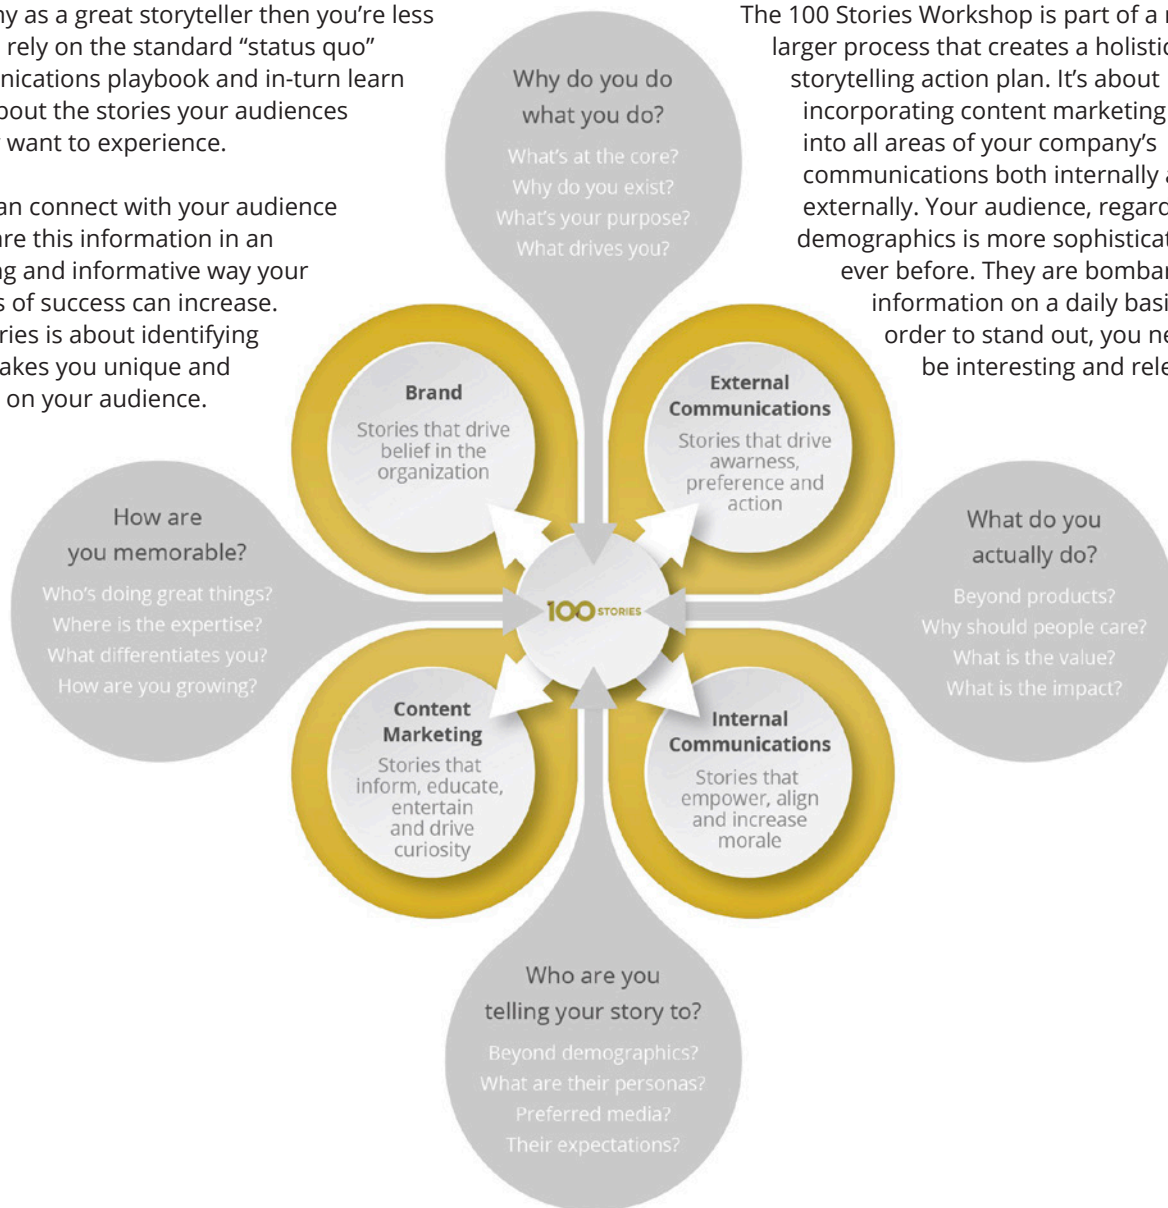 ny as a great storyteller then you’re less
rely on the standard “status quo”
nications playbook and in-turn learn
bout the stories your audiences
want to experience.
an connect with your audience
are this information in an
ng and informative way your
s of success can increase.
ries is about identifying
akes you unique and
on your audience.
The 100 Stories Workshop is part of a
larger process that creates a holistic
storytelling action plan. It’s about
incorporating content marketing
into all areas of your company’s
communications both internally a
externally. Your audience, regard
demographics is more sophisticat
ever before. They are bombar
information on a daily basi
order to stand out, you ne
be interesting and rele
Why do you do
what you do?
What’s at the core?
Why do you exist?
What’s your purpose?
What drives you?
Brand
Stories that drive
belief in the
organization
External
Communications
Stories that drive
awarness,
preference and
action
How are
you memorable?
Who’s doing great things?
Where is the expertise?
What differentiates you?
How are you growing?
100 STORIES
What do you
actually do?
Beyond products?
Why should people care?
What is the value?
What is the impact?
Content
Marketing
Stories that
inform, educate,
entertain
and drive
curiosity
Internal
Communications
Stories that
empower, align
and increase
morale
Who are you
telling your story to?
Beyond demographics?
What are their personas?
Preferred media?
Their expectations?